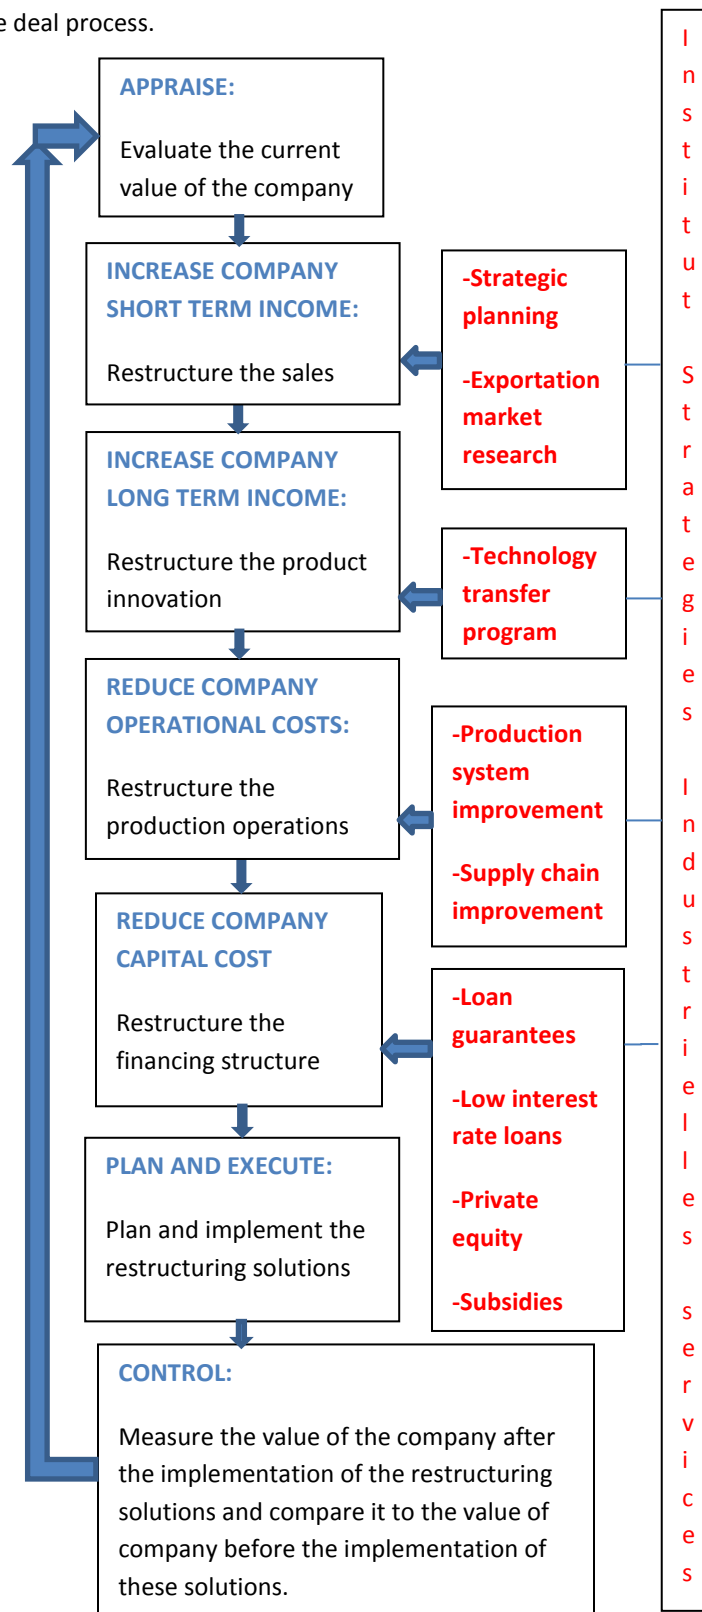 e deal process.
APPRAISE:
Evaluate the current
value of the company
INCREASE COMPANY
SHORT TERM INCOME:
Restructure the sales
-Strategic
planning
-Exportation
market
research
INCREASE COMPANY
LONG TERM INCOME:
Restructure the product
innovation
-Technology
transfer
program
REDUCE COMPANY
OPERATIONAL COSTS:
Restructure the
production operations
-Production
system
improvement
-Supply chain
improvement
REDUCE COMPANY
CAPITAL COST
Restructure the
financing structure
-Loan
guarantees
-Low interest
rate loans
-Private
equity
-Subsidies
PLAN AND EXECUTE:
Plan and implement the
restructuring solutions
CONTROL:
Measure the value of the company after
the implementation of the restructuring
solutions and compare it to the value of
company before the implementation of
these solutions.
Institut Strategies Industrielles services